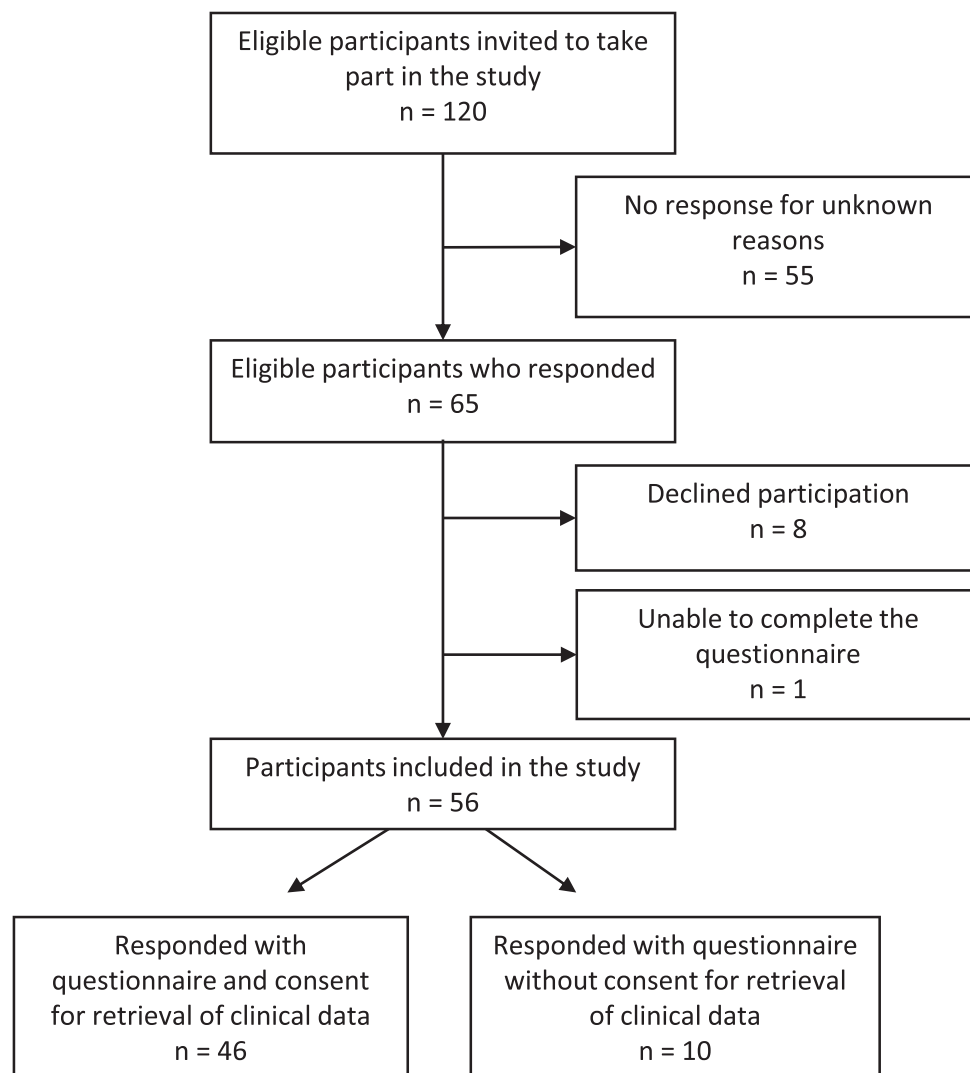 Eligible participants invited to take
part in the study
n = 120
No response for unknown
reasons
n = 55
Eligible participants who responded
n = 65
Declined participation
n = 8
Unable to complete the
questionnaire
n = 1
Participants included in the study
n = 56
Responded with
questionnaire and consent
for retrieval of clinical data
n = 46
Responded with questionnaire
without consent for retrieval
of clinical data
n = 10